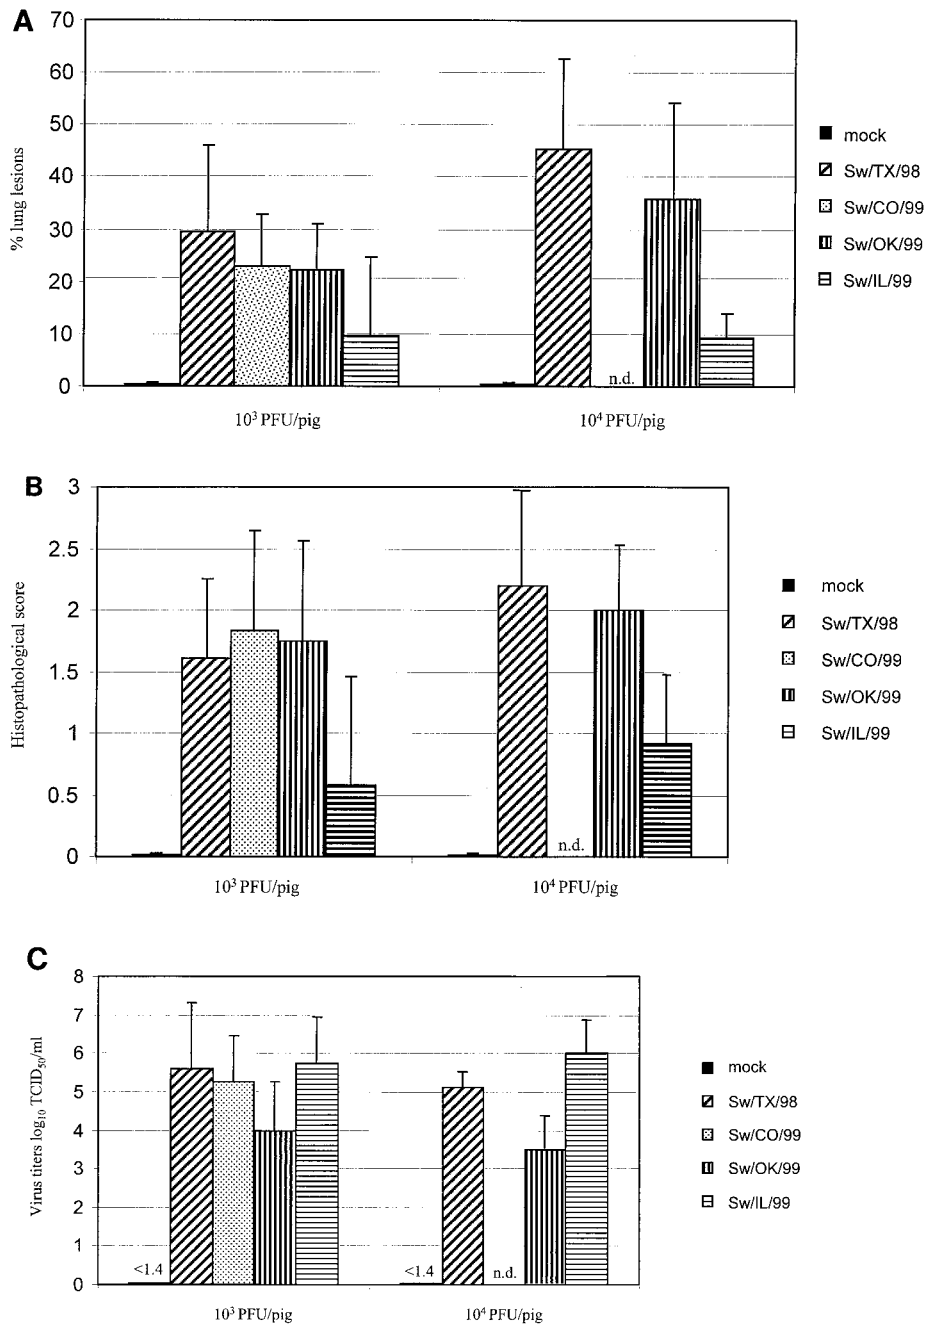 A
70
60
50
40
30
20
10
0
% lung lesions
n.d.
10³ PFU/pig
10⁴ PFU/pig
mock
Sw/TX/98
Sw/CO/99
Sw/OK/99
Sw/IL/99
B
3
2.5
2
1.5
1
0.5
0
Histopathological score
n.d.
10³ PFU/pig
10⁴ PFU/pig
mock
Sw/TX/98
Sw/CO/99
Sw/OK/99
Sw/IL/99
C
8
7
6
5
4
3
2
1
0
Virus titers log₁₀ TCID₅₀/ml
<1.4
<1.4
n.d.
10³ PFU/pig
10⁴ PFU/pig
mock
Sw/TX/98
Sw/CO/99
Sw/OK/99
Sw/IL/99